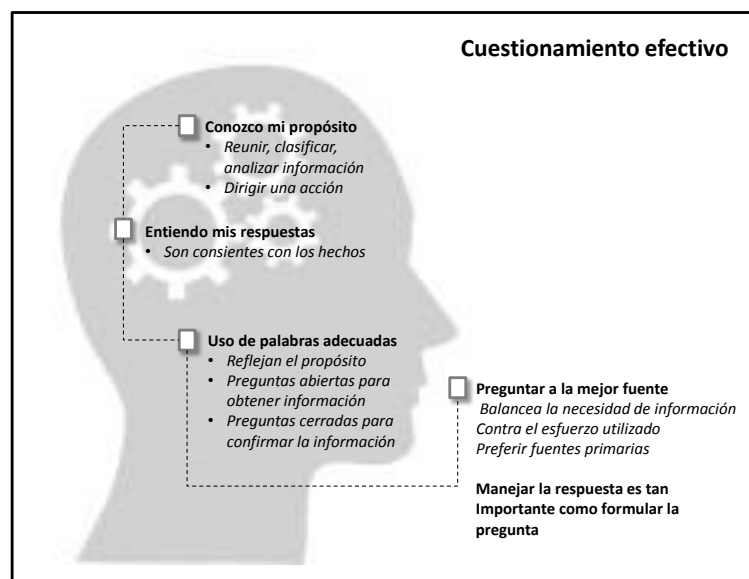 Cuestionamiento efectivo
Conozco mi propósito
• Reunir, clasificar,
analizar información
• Dirigir una acción
Entiendo mis respuestas
• Son consientes con los hechos
Uso de palabras adecuadas
• Reflejan el propósito
• Preguntas abiertas para
obtener información
• Preguntas cerradas para
confirmar la información
Preguntar a la mejor fuente
Balancea la necesidad de información
Contra el esfuerzo utilizado
Preferir fuentes primarias
Manejar la respuesta es tan
Importante como formular la
pregunta